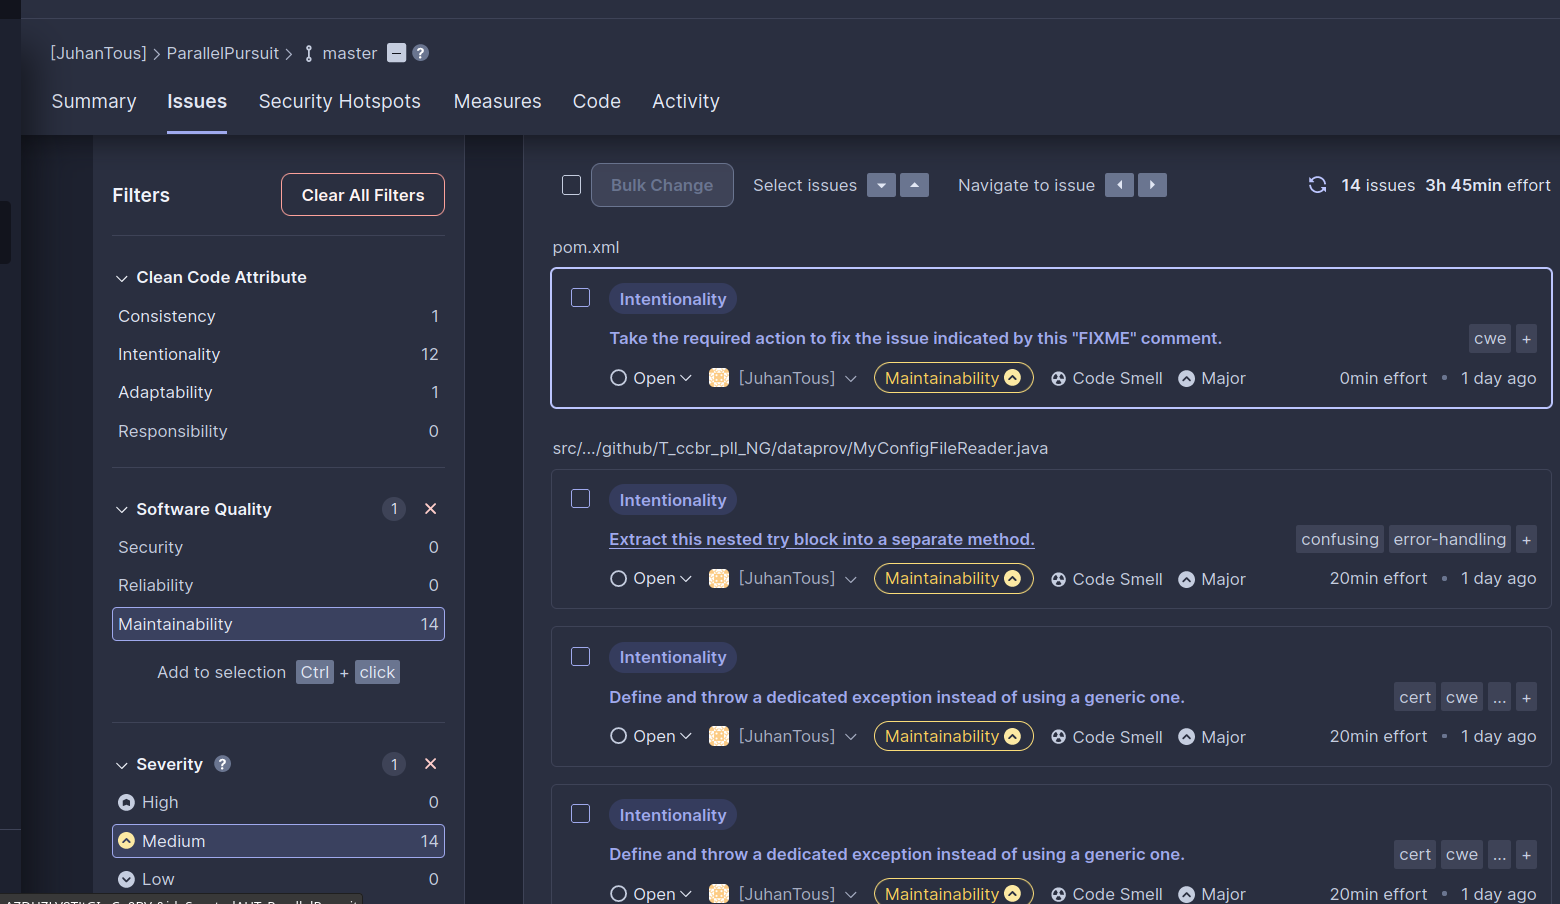 [JuhanTous] > ParallelPursuit > master ?
Summary Issues Security Hotspots Measures Code Activity
Filters Clear All Filters
Clean Code Attribute
Consistency 1
Intentionality 12
Adaptability 1
Responsibility 0
Software Quality 1
Security 0
Reliability 0
Maintainability 14
Add to selection Ctrl + click
Severity ? 1
High 0
Medium 14
Low 0
Bulk Change Select issues Navigate to issue 14 issues 3h 45min effort
pom.xml
Intentionality
Take the required action to fix the issue indicated by this "FIXME" comment. cwe +
Open [JuhanTous] Maintainability Code Smell Major 0min effort • 1 day ago
src/.../github/T_ccbr_pll_NG/dataprov/MyConfigFileReader.java
Intentionality
Extract this nested try block into a separate method. confusing error-handling +
Open [JuhanTous] Maintainability Code Smell Major 20min effort • 1 day ago
Intentionality
Define and throw a dedicated exception instead of using a generic one. cert cwe ... +
Open [JuhanTous] Maintainability Code Smell Major 20min effort • 1 day ago
Intentionality
Define and throw a dedicated exception instead of using a generic one. cert cwe ... +
Open [JuhanTous] Maintainability Code Smell Major 20min effort • 1 day ago